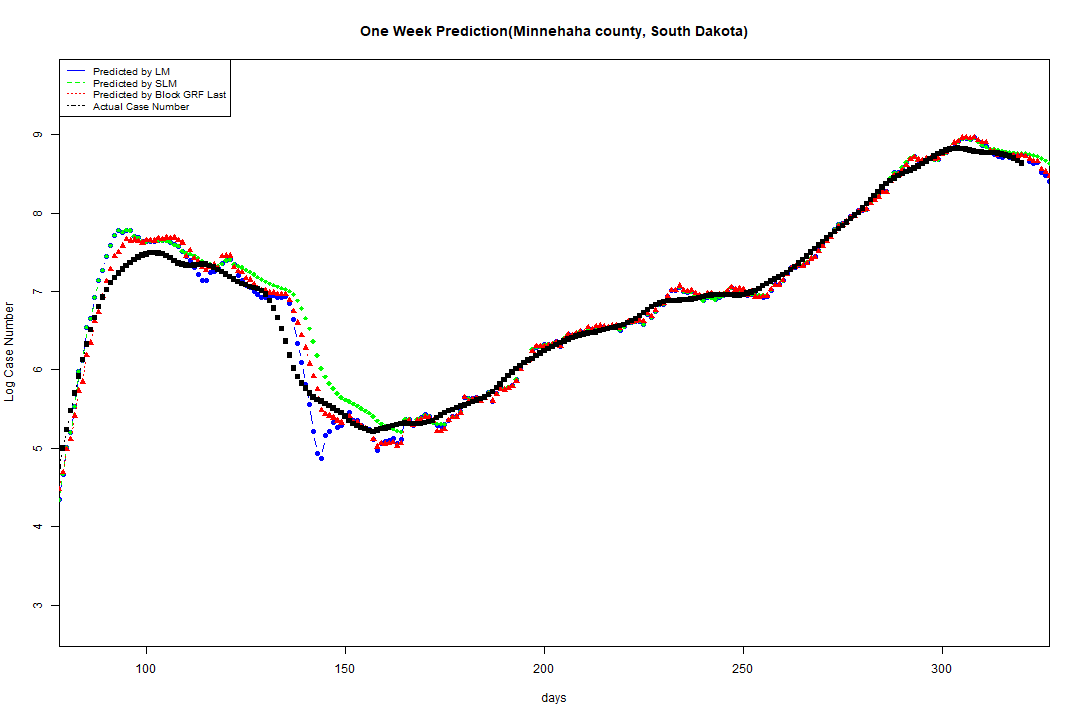 One Week Prediction(Minnehaha county, South Dakota)
Predicted by LM
Predicted by SLM
Predicted by Block GRF Last
Actual Case Number
Log Case Number
9
8
7
6
5
4
3
100 150 200 250 300
days